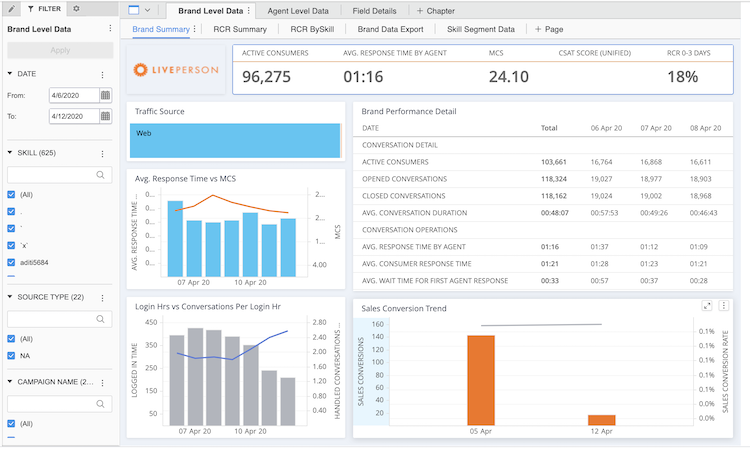 FILTER
Brand Level Data
Agent Level Data
Field Details
+ Chapter
Brand Level Data
Brand Summary
RCR Summary
RCR BySkill
Brand Data Export
Skill Segment Data
+ Page
Apply
DATE
From: 4/6/2020
To: 4/12/2020
SKILL (625)
(All)
.
`x`
aditi5684
SOURCE TYPE (22)
(All)
NA
CAMPAIGN NAME (2...
(All)
LIVEPERSON
ACTIVE CONSUMERS AVG. RESPONSE TIME BY AGENT MCS CSAT SCORE (UNIFIED) RCR 0-3 DAYS
96,275 01:16 24.10 18%
Traffic Source
Web
Avg. Response Time vs MCS
AVG. RESPONSE TIME ...
0...
0...
0...
0...
0...
0...
2...
2...
1...
4.00
MCS
07 Apr 20 10 Apr 20
Brand Performance Detail
DATE Total 06 Apr 20 07 Apr 20 08 Apr 20
CONVERSATION DETAIL
ACTIVE CONSUMERS 103,661 16,764 16,868 16,611
OPENED CONVERSATIONS 118,324 19,027 18,977 18,903
CLOSED CONVERSATIONS 118,162 19,024 19,002 18,968
AVG. CONVERSATION DURATION 00:48:07 00:57:53 00:49:26 00:46:43
CONVERSATION OPERATIONS
AVG. RESPONSE TIME BY AGENT 01:16 01:37 01:12 01:09
AVG. CONSUMER RESPONSE TIME 01:21 01:28 01:23 01:21
AVG. WAIT TIME FOR FIRST AGENT RESPONSE 00:33 00:57 00:37 00:28
Login Hrs vs Conversations Per Login Hr
LOGGED IN TIME
450
350
250
150
50
2.80
2.40
2.00
1.60
1.20
0.80
0.40
HANDLED CONVERSATIONS ...
07 Apr 20 10 Apr 20
Sales Conversion Trend
SALES CONVERSIONS
160
140
120
100
80
60
40
20
0.1%
0.1%
0.1%
0.1%
0.0%
0.0%
0.0%
SALES CONVERSION RATE
05 Apr 12 Apr